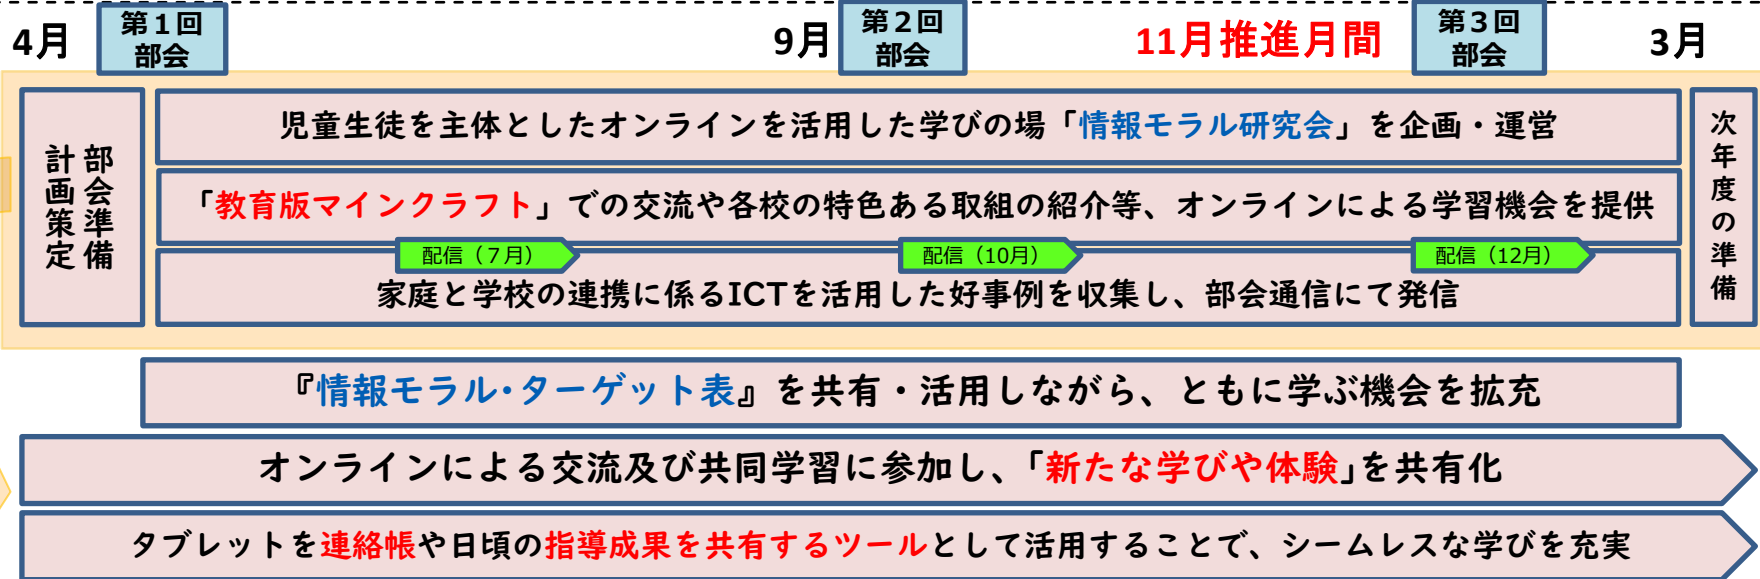 4月
第１回
部会
9月
第２回
部会
11月推進月間
第３回
部会
3月
部会準備
計画策定
児童生徒を主体としたオンラインを活用した学びの場「情報モラル研究会」を企画・運営
「教育版マインクラフト」での交流や各校の特色ある取組の紹介等、オンラインによる学習機会を提供
配信（７月）
配信（10月）
配信（12月）
家庭と学校の連携に係るICTを活用した好事例を収集し、部会通信にて発信
次年度の準備
『情報モラル・ターゲット表』を共有・活用しながら、ともに学ぶ機会を拡充
オンラインによる交流及び共同学習に参加し、「新たな学びや体験」を共有化
タブレットを連絡帳や日頃の指導成果を共有するツールとして活用することで、シームレスな学びを充実